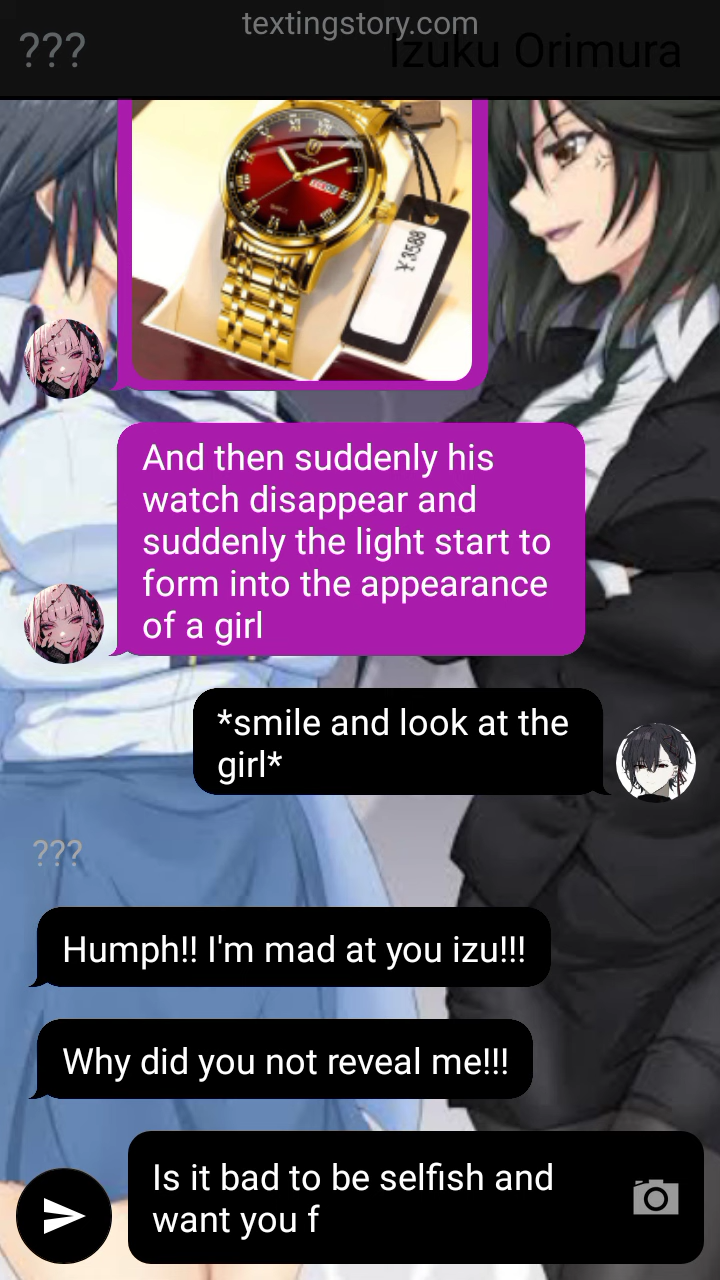 textingstory.com
???
Izuku Orimura
¥3588
And then suddenly his
watch disappear and
suddenly the light start to
form into the appearance
of a girl
*smile and look at the
girl*
???
Humph!! I'm mad at you izu!!!
Why did you not reveal me!!!
Is it bad to be selfish and
want you f